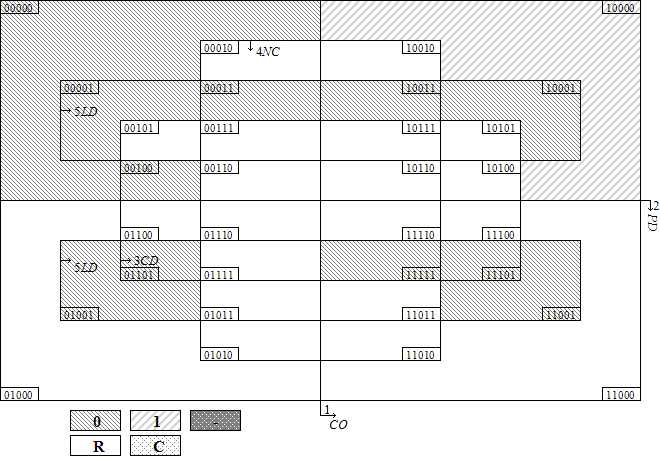 00000 10000
00010 4NC 10010
00001 00011 10011 10001
5LD
00101 00111 10111 10101
00100 00110 10110 10100
2
PD
01100 01110 11110 11100
5LD 3CD
01101 01111 11111 11101
01001 01011 11011 11001
01010 11010
01000 11000
1
CO
0 1 -
R C